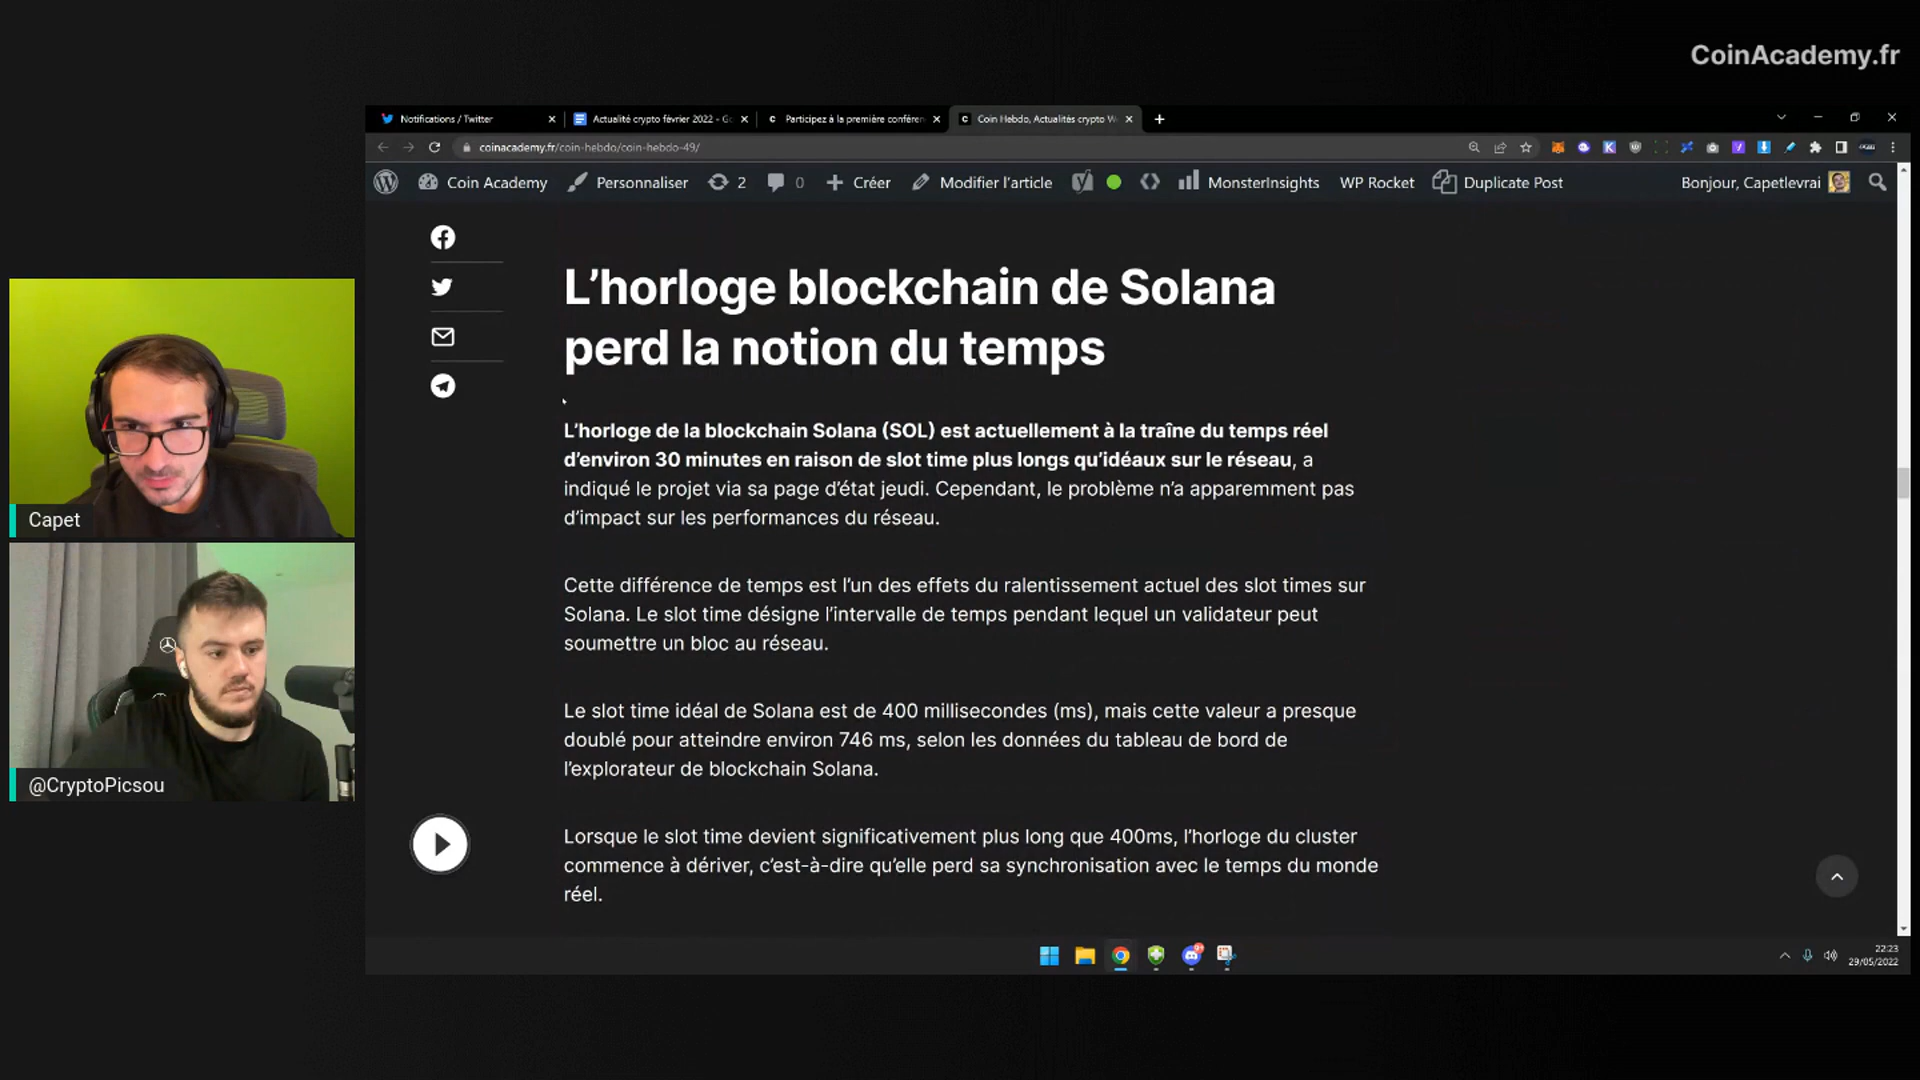 CoinAcademy.fr
Notifications / Twitter
Actualité crypto février 2022 - Go
Participez à la première conféren
Coin Hebdo, Actualités crypto W
coinacademy.fr/coin-hebdo/coin-hebdo-49/
Coin Academy
Personnaliser
2
0
Créer
Modifier l'article
MonsterInsights
WP Rocket
Duplicate Post
Bonjour, Capetlevrai
L'horloge blockchain de Solana
perd la notion du temps
L'horloge de la blockchain Solana (SOL) est actuellement à la traîne du temps réel
d'environ 30 minutes en raison de slot time plus longs qu'idéaux sur le réseau, a
indiqué le projet via sa page d'état jeudi. Cependant, le problème n'a apparemment pas
d'impact sur les performances du réseau.
Cette différence de temps est l'un des effets du ralentissement actuel des slot times sur
Solana. Le slot time désigne l'intervalle de temps pendant lequel un validateur peut
soumettre un bloc au réseau.
Le slot time idéal de Solana est de 400 millisecondes (ms), mais cette valeur a presque
doublé pour atteindre environ 746 ms, selon les données du tableau de bord de
l'explorateur de blockchain Solana.
Lorsque le slot time devient significativement plus long que 400ms, l'horloge du cluster
commence à dériver, c'est-à-dire qu'elle perd sa synchronisation avec le temps du monde
réel.
Capet
@CryptoPicsou
22:23
29/05/2022